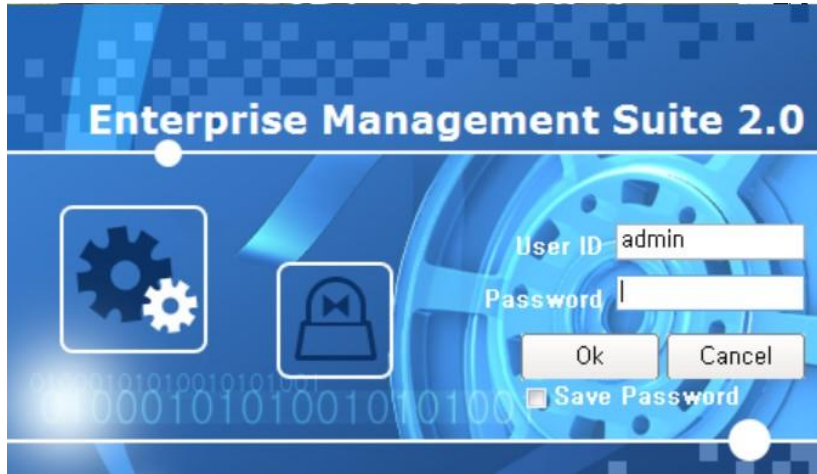 Enterprise Management Suite 2.0
User ID admin
Password
Ok Cancel
Save Password